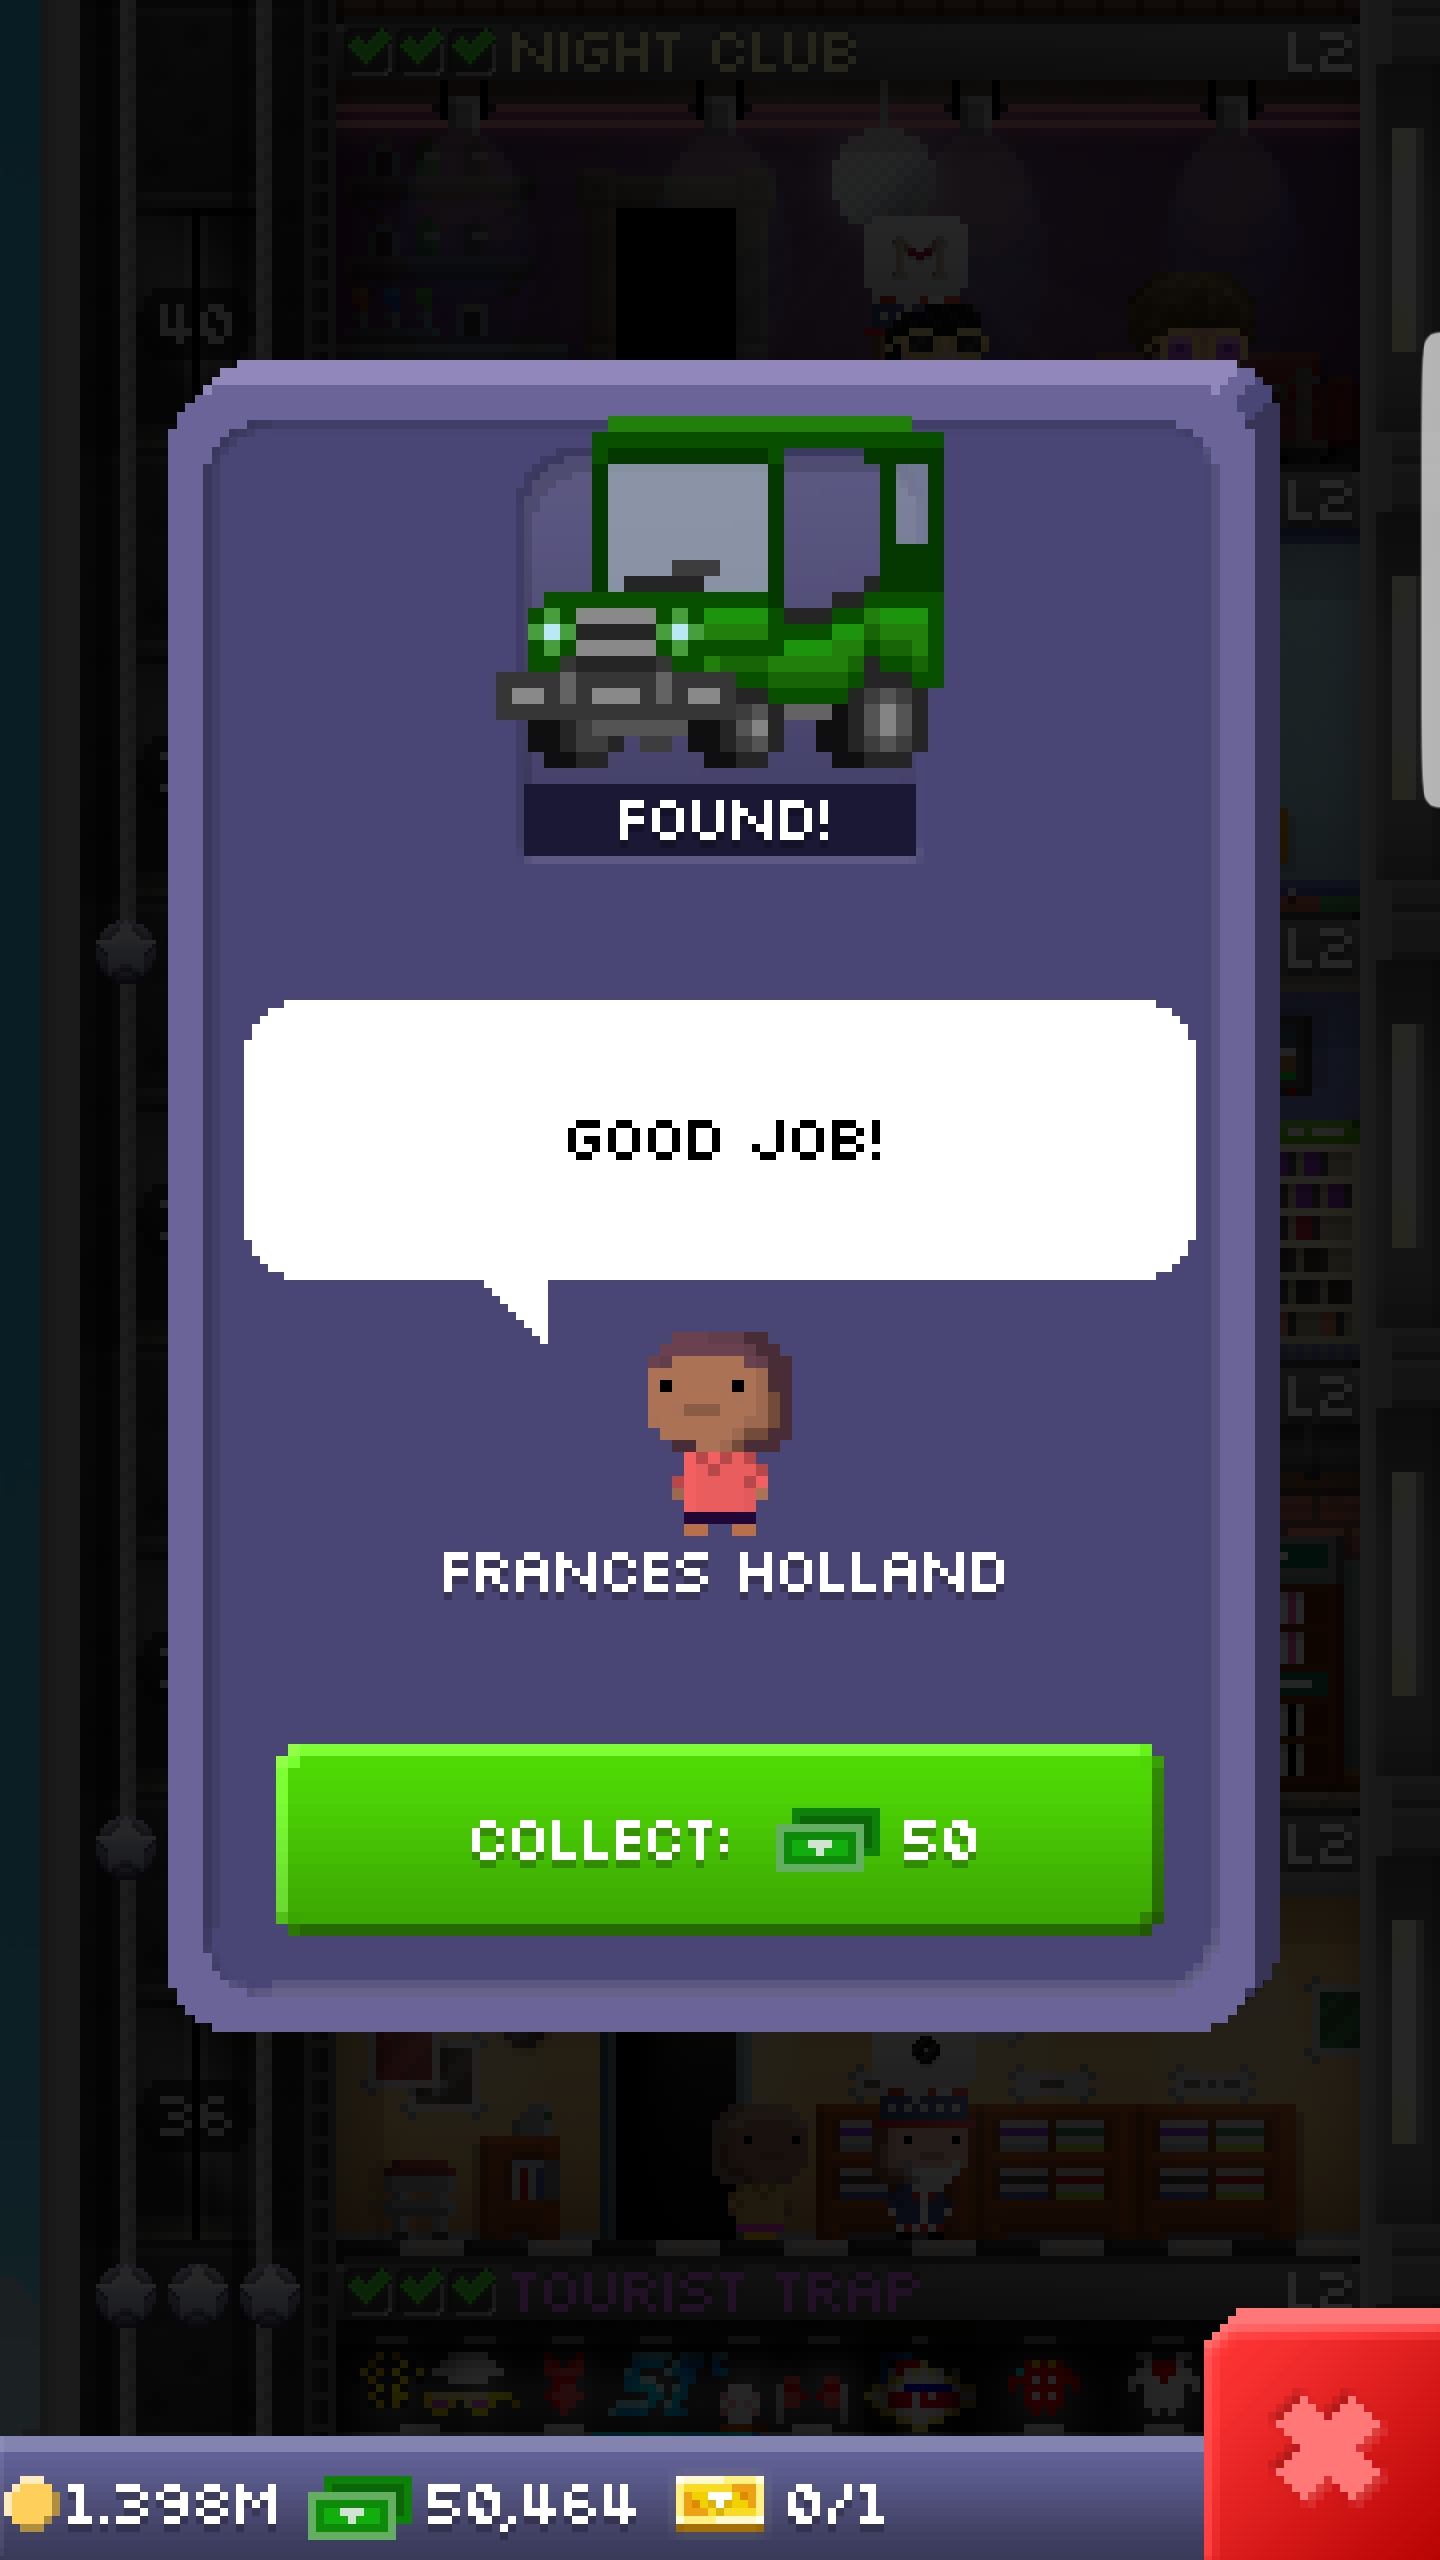 NIGHT CLUB L2
40
L2
FOUND!
L2
GOOD JOB!
L2
FRANCES HOLLAND
COLLECT: 50
L2
36
TOURIST TRAP L2
1.398M 50,464 0/1